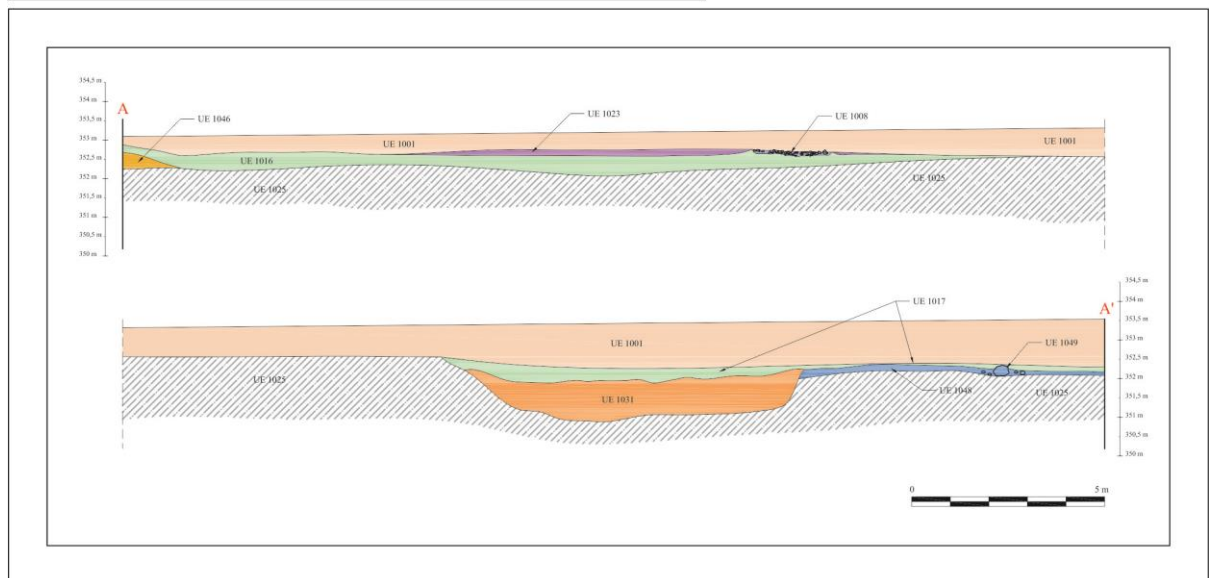 354,5 m
354 m
353,5 m
353 m
352,5 m
352 m
351,5 m
351 m
350,5 m
350 m
A
UE 1046
UE 1023
UE 1008
UE 1001
UE 1001
UE 1016
UE 1025
UE 1025
354,5 m
354 m
353,5 m
353 m
352,5 m
352 m
351,5 m
351 m
350,5 m
350 m
A'
UE 1017
UE 1001
UE 1049
UE 1025
UE 1048
UE 1025
UE 1031
0 5 m